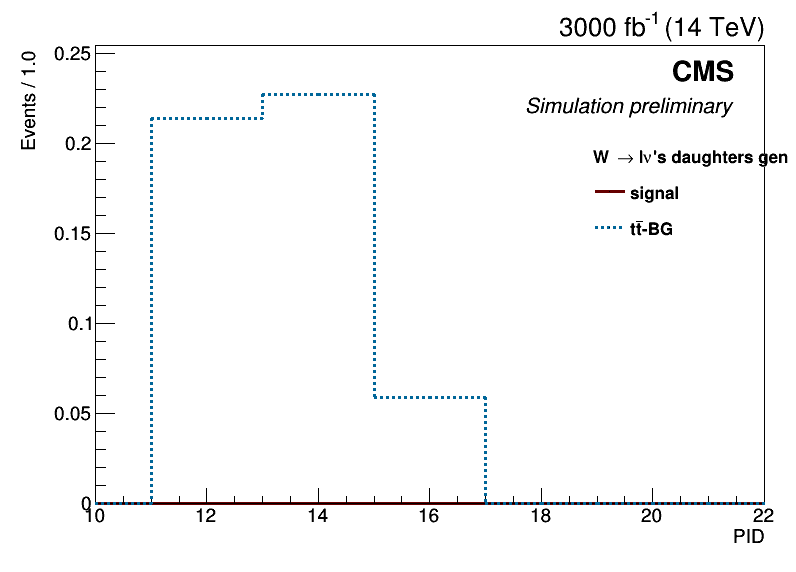 3000 fb-1 (14 TeV)
CMS
Simulation preliminary
W → lν's daughters gen
signal
tt̄-BG
Events / 1.0
0.25
0.2
0.15
0.1
0.05
0
10 12 14 16 18 20 22
PID